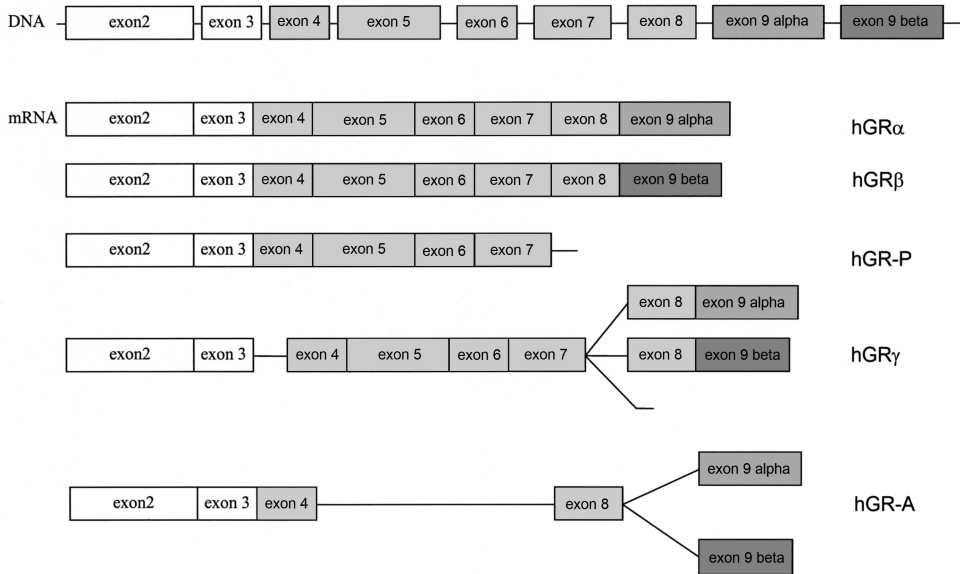 DNA exon2 exon 3 exon 4 exon 5 exon 6 exon 7 exon 8 exon 9 alpha exon 9 beta
mRNA exon2 exon 3 exon 4 exon 5 exon 6 exon 7 exon 8 exon 9 alpha hGRα
exon2 exon 3 exon 4 exon 5 exon 6 exon 7 exon 8 exon 9 beta hGRβ
exon2 exon 3 exon 4 exon 5 exon 6 exon 7 hGR-P
exon 8 exon 9 alpha
exon2 exon 3 exon 4 exon 5 exon 6 exon 7 exon 8 exon 9 beta hGRγ
exon 9 alpha
exon2 exon 3 exon 4 exon 8 hGR-A
exon 9 beta